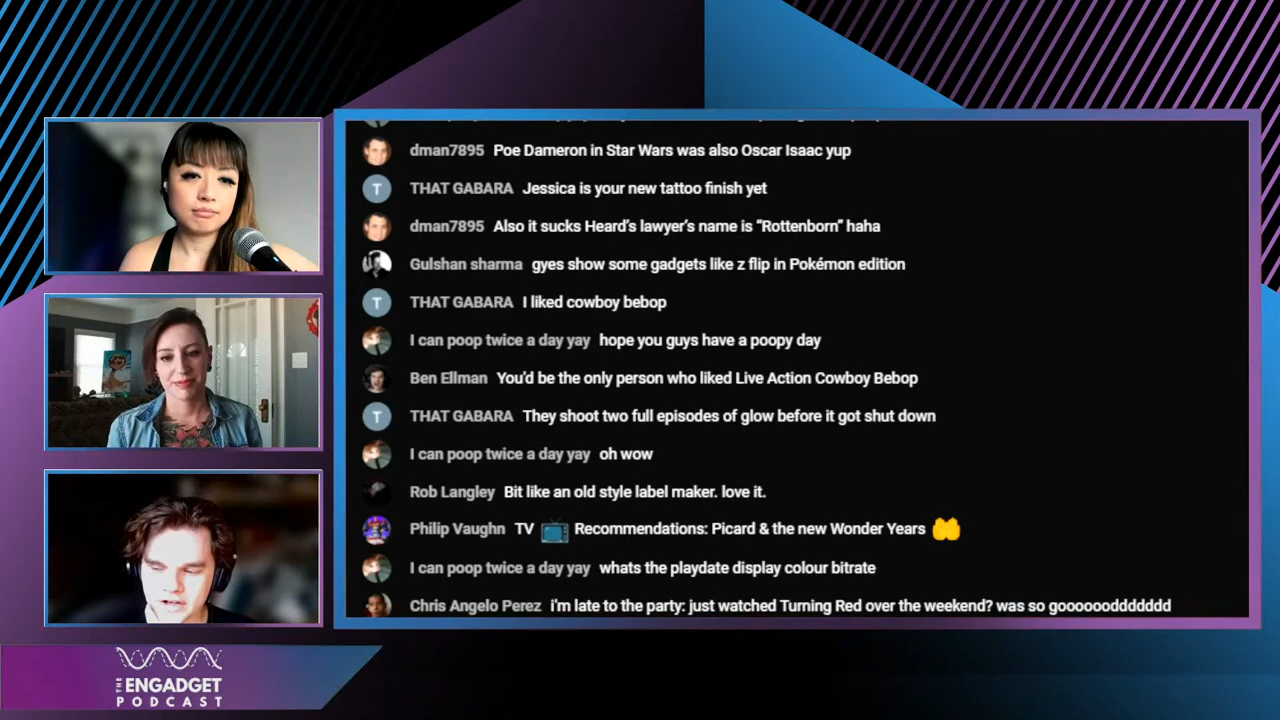 dman7895 Poe Dameron in Star Wars was also Oscar Isaac yup
T THAT GABARA Jessica is your new tattoo finish yet
dman7895 Also it sucks Heard's lawyer's name is “Rottenborn” haha
Gulshan sharma gyes show some gadgets like z flip in Pokémon edition
T THAT GABARA I liked cowboy bebop
I can poop twice a day yay hope you guys have a poopy day
Ben Ellman You'd be the only person who liked Live Action Cowboy Bebop
T THAT GABARA They shoot two full episodes of glow before it got shut down
I can poop twice a day yay oh wow
Rob Langley Bit like an old style label maker. love it.
Philip Vaughn TV 📺 Recommendations: Picard & the new Wonder Years 🤲
I can poop twice a day yay whats the playdate display colour bitrate
Chris Angelo Perez i'm late to the party: just watched Turning Red over the weekend? was so goooooodddddd
THE ENGADGET
PODCAST